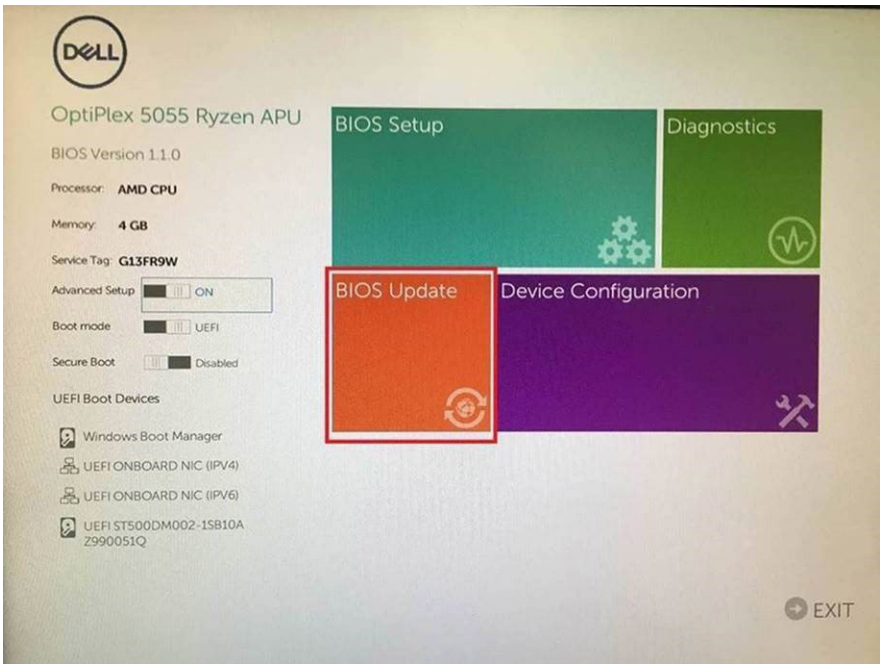 DELL
OptiPlex 5055 Ryzen APU
BIOS Version 1.1.0
Processor: AMD CPU
Memory: 4 GB
Service Tag: G13FR9W
Advanced Setup ON
Boot mode UEFI
Secure Boot Disabled
UEFI Boot Devices
Windows Boot Manager
UEFI ONBOARD NIC (IPV4)
UEFI ONBOARD NIC (IPV6)
UEFI ST500DM002-1SB10A
Z990051Q
BIOS Setup
Diagnostics
BIOS Update
Device Configuration
EXIT